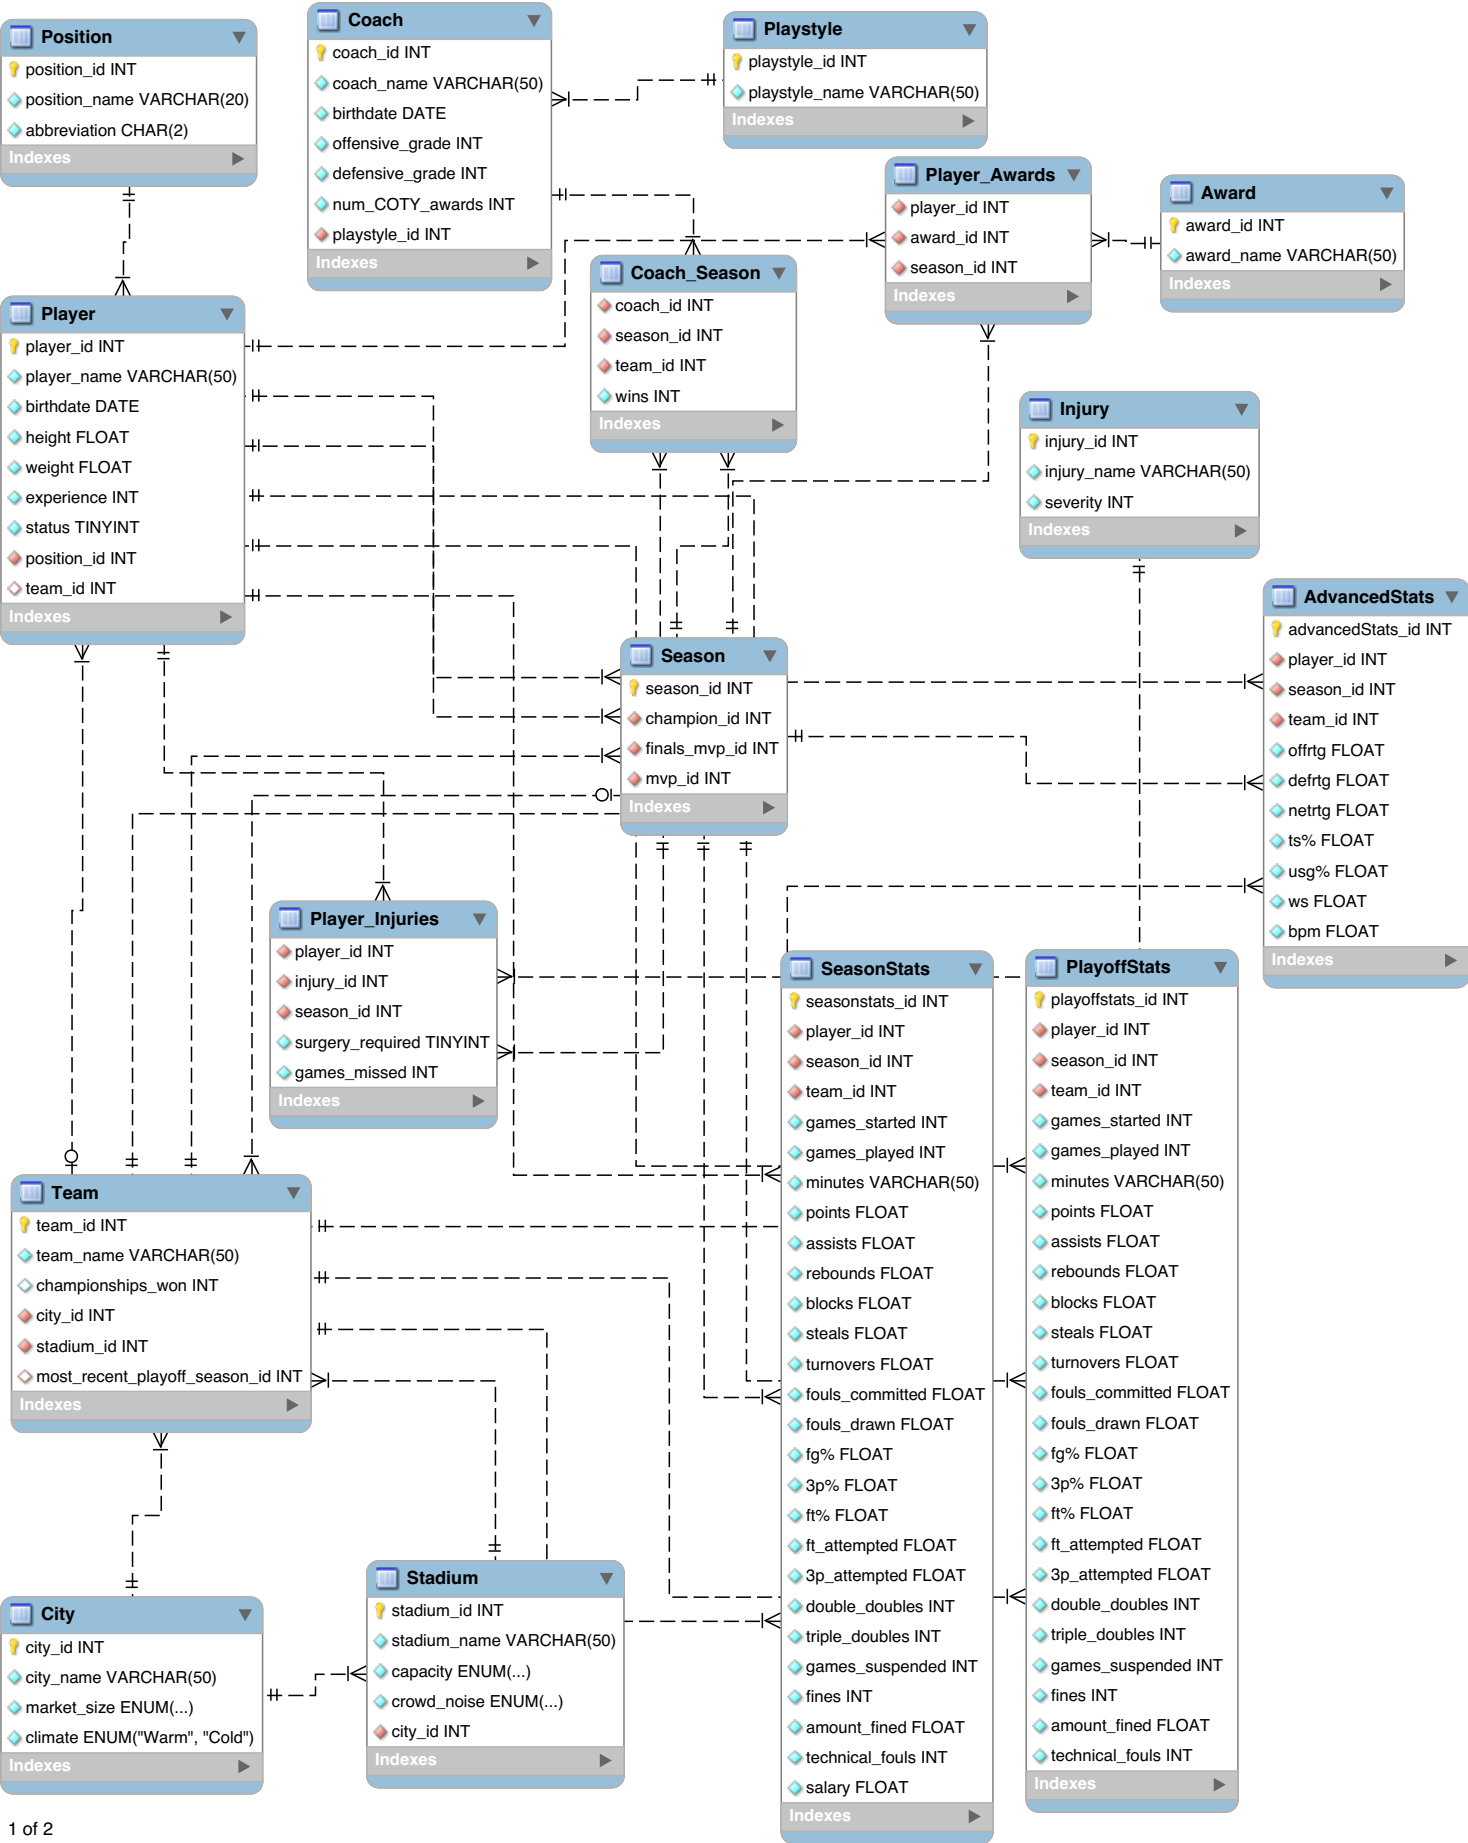 Position
position_id INT
position_name VARCHAR(20)
abbreviation CHAR(2)
Indexes
Coach
coach_id INT
coach_name VARCHAR(50)
birthdate DATE
offensive_grade INT
defensive_grade INT
num_COTY_awards INT
playstyle_id INT
Indexes
Playstyle
playstyle_id INT
playstyle_name VARCHAR(50)
Indexes
Player_Awards
player_id INT
award_id INT
season_id INT
Indexes
Award
award_id INT
award_name VARCHAR(50)
Indexes
Coach_Season
coach_id INT
season_id INT
team_id INT
wins INT
Indexes
Player
player_id INT
player_name VARCHAR(50)
birthdate DATE
height FLOAT
weight FLOAT
experience INT
status TINYINT
position_id INT
team_id INT
Indexes
Injury
injury_id INT
injury_name VARCHAR(50)
severity INT
Indexes
Season
season_id INT
champion_id INT
finals_mvp_id INT
mvp_id INT
Indexes
AdvancedStats
advancedStats_id INT
player_id INT
season_id INT
team_id INT
offrtg FLOAT
defrtg FLOAT
netrtg FLOAT
ts% FLOAT
usg% FLOAT
ws FLOAT
bpm FLOAT
Indexes
Player_Injuries
player_id INT
injury_id INT
season_id INT
surgery_required TINYINT
games_missed INT
Indexes
SeasonStats
seasonstats_id INT
player_id INT
season_id INT
team_id INT
games_started INT
games_played INT
minutes VARCHAR(50)
points FLOAT
assists FLOAT
rebounds FLOAT
blocks FLOAT
steals FLOAT
turnovers FLOAT
fouls_committed FLOAT
fouls_drawn FLOAT
fg% FLOAT
3p% FLOAT
ft% FLOAT
ft_attempted FLOAT
3p_attempted FLOAT
double_doubles INT
triple_doubles INT
games_suspended INT
fines INT
amount_fined FLOAT
technical_fouls INT
salary FLOAT
Indexes
PlayoffStats
playoffstats_id INT
player_id INT
season_id INT
team_id INT
games_started INT
games_played INT
minutes VARCHAR(50)
points FLOAT
assists FLOAT
rebounds FLOAT
blocks FLOAT
steals FLOAT
turnovers FLOAT
fouls_committed FLOAT
fouls_drawn FLOAT
fg% FLOAT
3p% FLOAT
ft% FLOAT
ft_attempted FLOAT
3p_attempted FLOAT
double_doubles INT
triple_doubles INT
games_suspended INT
fines INT
amount_fined FLOAT
technical_fouls INT
Indexes
Team
team_id INT
team_name VARCHAR(50)
championships_won INT
city_id INT
stadium_id INT
most_recent_playoff_season_id INT
Indexes
City
city_id INT
city_name VARCHAR(50)
market_size ENUM(...)
climate ENUM("Warm", "Cold")
Indexes
Stadium
stadium_id INT
stadium_name VARCHAR(50)
capacity ENUM(...)
crowd_noise ENUM(...)
city_id INT
Indexes
1 of 2